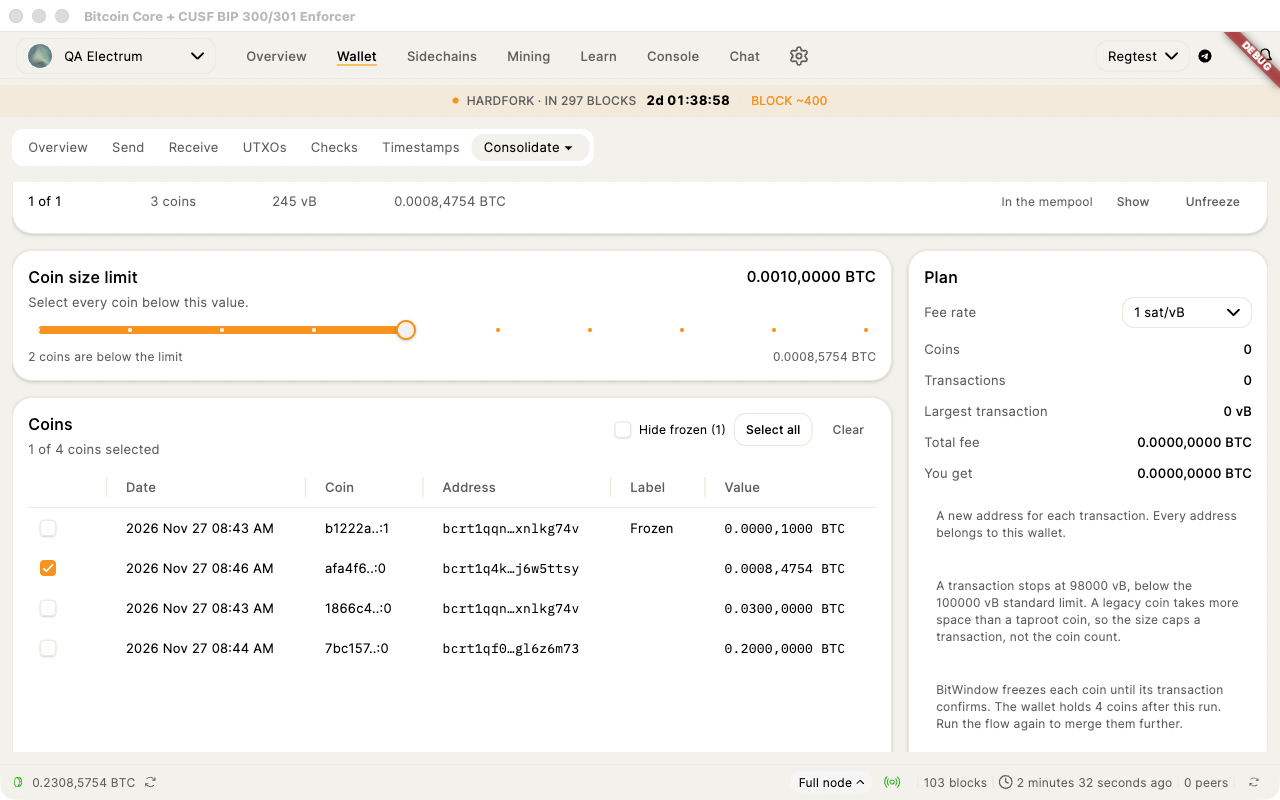 Bitcoin Core + CUSF BIP 300/301 Enforcer
QA Electrum Overview Wallet Sidechains Mining Learn Console Chat Regtest DEBUG
HARDFORK · IN 297 BLOCKS 2d 01:38:58 BLOCK ~400
Overview Send Receive UTXOs Checks Timestamps Consolidate
1 of 1 3 coins 245 vB 0.0008,4754 BTC In the mempool Show Unfreeze
Coin size limit 0.0010,0000 BTC
Select every coin below this value.
2 coins are below the limit 0.0008,5754 BTC
Coins
1 of 4 coins selected
Hide frozen (1) Select all Clear
Date Coin Address Label Value
2026 Nov 27 08:43 AM b1222a..:1 bcrt1qqn…xnlkg74v Frozen 0.0000,1000 BTC
2026 Nov 27 08:46 AM afa4f6..:0 bcrt1q4k…j6w5ttsy 0.0008,4754 BTC
2026 Nov 27 08:43 AM 1866c4..:0 bcrt1qqn…xnlkg74v 0.0300,0000 BTC
2026 Nov 27 08:44 AM 7bc157..:0 bcrt1qf0…gl6z6m73 0.2000,0000 BTC
Plan
Fee rate 1 sat/vB
Coins 0
Transactions 0
Largest transaction 0 vB
Total fee 0.0000,0000 BTC
You get 0.0000,0000 BTC
A new address for each transaction. Every address
belongs to this wallet.
A transaction stops at 98000 vB, below the
100000 vB standard limit. A legacy coin takes more
space than a taproot coin, so the size caps a
transaction, not the coin count.
BitWindow freezes each coin until its transaction
confirms. The wallet holds 4 coins after this run.
Run the flow again to merge them further.
0.2308,5754 BTC Full node 103 blocks 2 minutes 32 seconds ago 0 peers